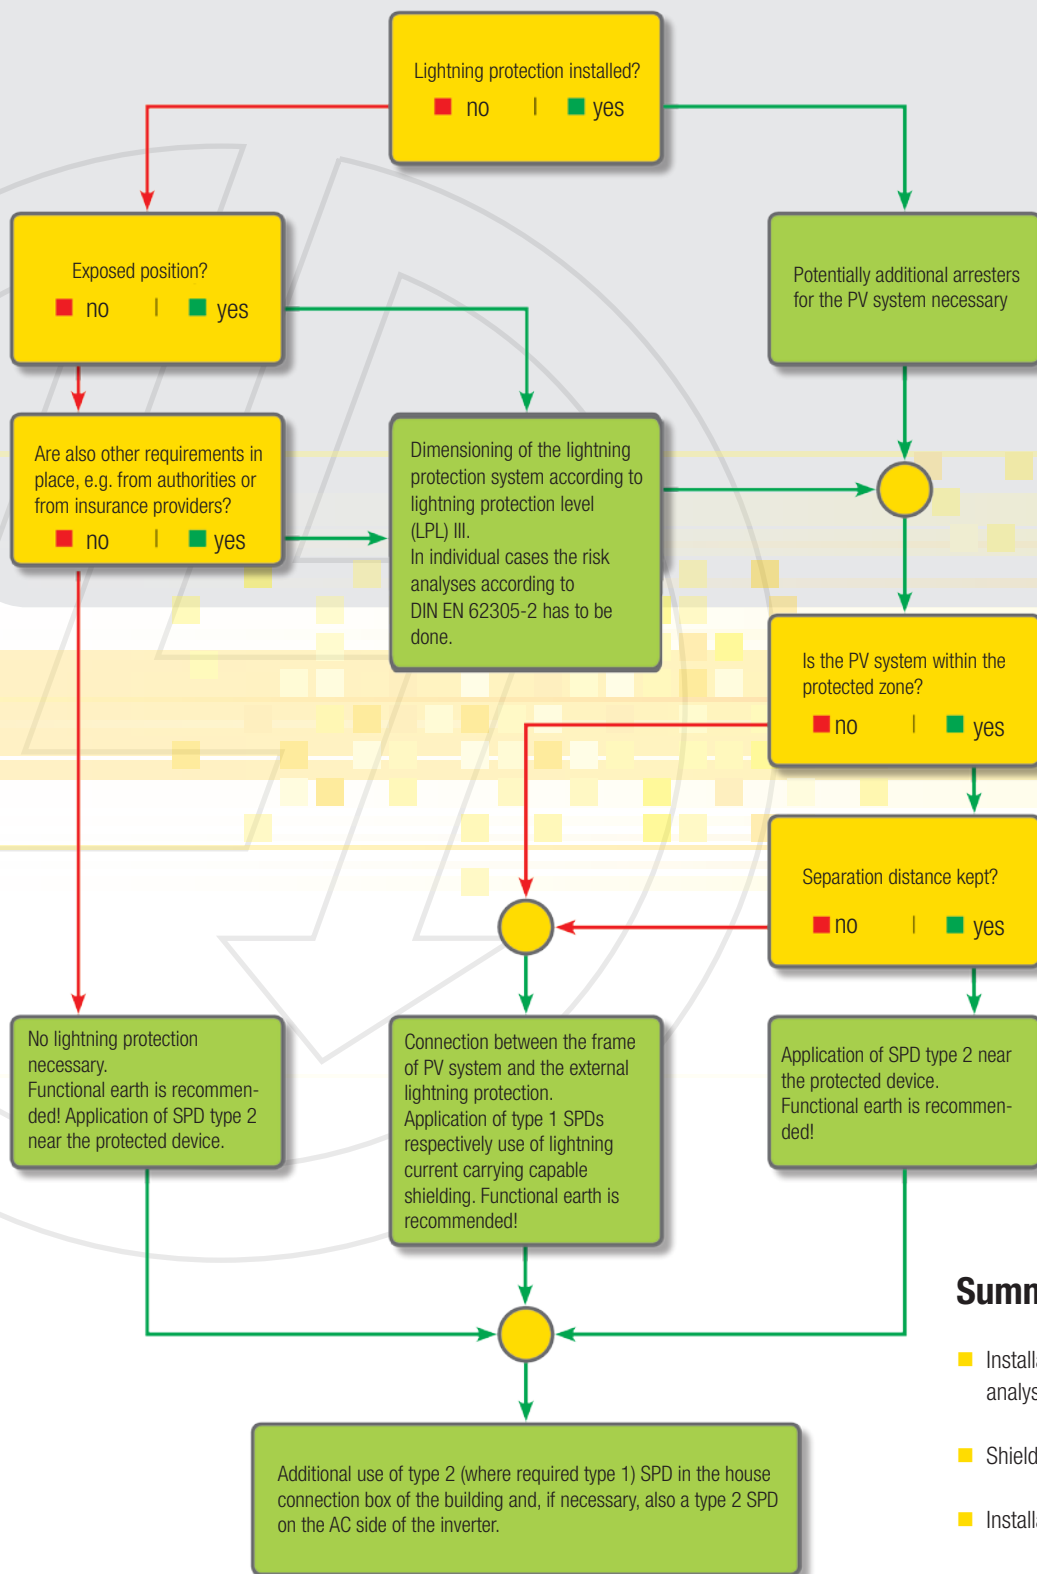 Lightning protection installed?
no | yes
Exposed position?
no | yes
Potentially additional arresters
for the PV system necessary
Are also other requirements in
place, e.g. from authorities or
from insurance providers?
no | yes
Dimensioning of the lightning
protection system according to
lightning protection level
(LPL) III.
In individual cases the risk
analyses according to
DIN EN 62305-2 has to be
done.
Is the PV system within the
protected zone?
no | yes
Separation distance kept?
no | yes
No lightning protection
necessary.
Functional earth is recommen-
ded! Application of SPD type 2
near the protected device.
Connection between the frame
of PV system and the external
lightning protection.
Application of type 1 SPDs
respectively use of lightning
current carrying capable
shielding. Functional earth is
recommended!
Application of SPD type 2 near
the protected device.
Functional earth is recommen-
ded!
Additional use of type 2 (where required type 1) SPD in the house
connection box of the building and, if necessary, also a type 2 SPD
on the AC side of the inverter.